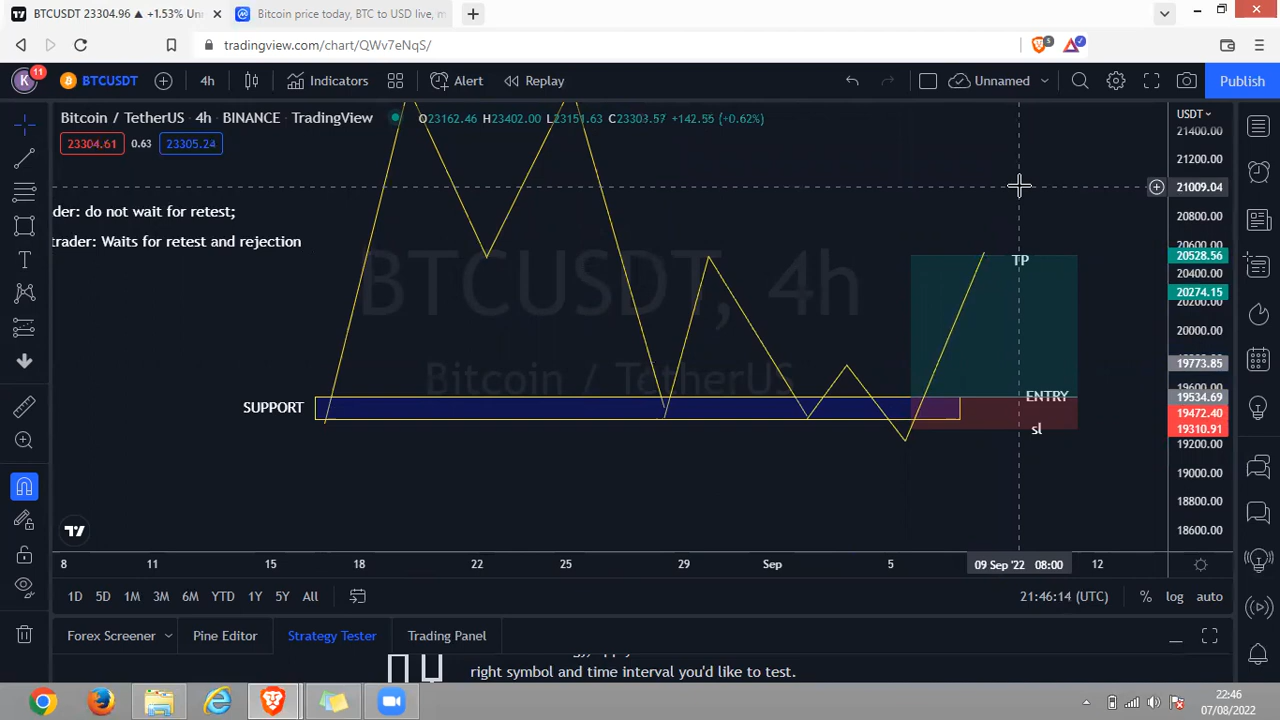 BTCUSDT 23304.96 ▲ +1.53% Un
Bitcoin price today, BTC to USD live, m
tradingview.com/chart/QWv7eNqS/
5
K
11
BTCUSDT
4h
Indicators
Alert
Replay
Unnamed
Publish
Bitcoin / TetherUS · 4h · BINANCE · TradingView
O23162.46 H23402.00 L23151.63 C23303.57 +142.55 (+0.62%)
USDT
23304.61
0.63
23305.24
21400.00
21200.00
21009.04
20800.00
20600.00
20528.56
20400.00
20274.15
20200.00
20000.00
19773.85
19600.00
19534.69
19472.40
19310.91
19200.00
19000.00
18800.00
18600.00
der: do not wait for retest;
trader: Waits for retest and rejection
BTCUSDT, 4h
Bitcoin / TetherUS
TP
ENTRY
sl
SUPPORT
8
11
15
18
22
25
29
Sep
5
09 Sep '22 08:00
12
1D
5D
1M
3M
6M
YTD
1Y
5Y
All
21:46:14 (UTC)
%
log
auto
Forex Screener
Pine Editor
Strategy Tester
Trading Panel
right symbol and time interval you'd like to test.
22:46
07/08/2022